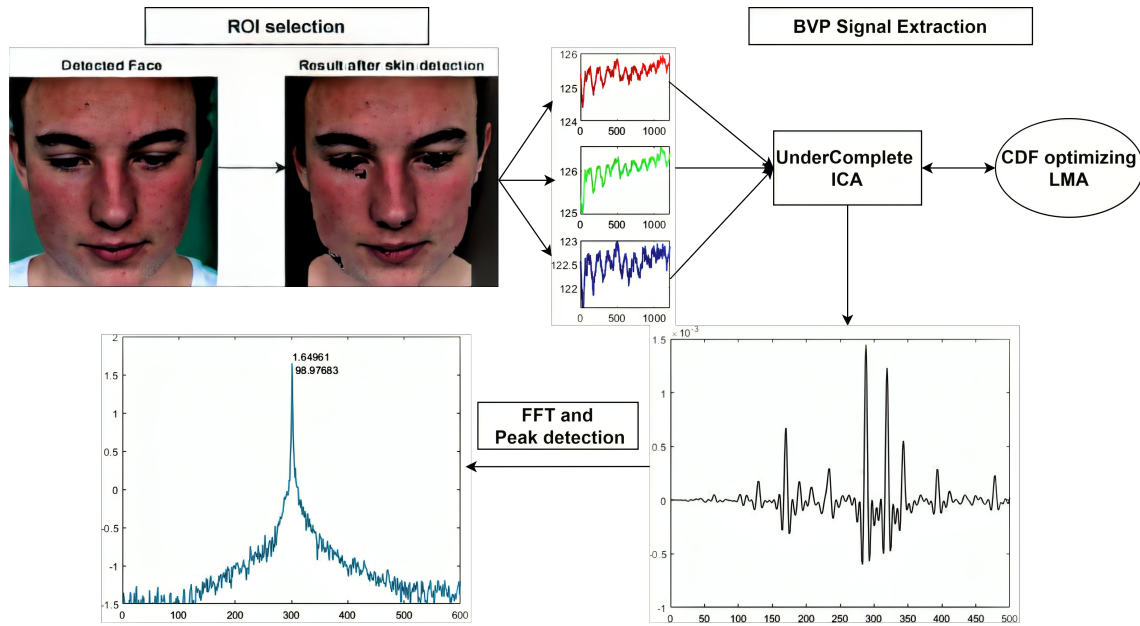 ROI selection
BVP Signal Extraction
Detected Face
Result after skin detection
126
125
124
0 500 1000
126
125
0 500 1000
123
122.5
122
0 500 1000
UnderComplete
ICA
CDF optimizing
LMA
2
1.5
1
0.5
0
-0.5
-1
-1.5
0 100 200 300 400 500 600
1.64961
98.97683
FFT and
Peak detection
× 10⁻³
1.5
1
0.5
0
-0.5
-1
0 50 100 150 200 250 300 350 400 450 500